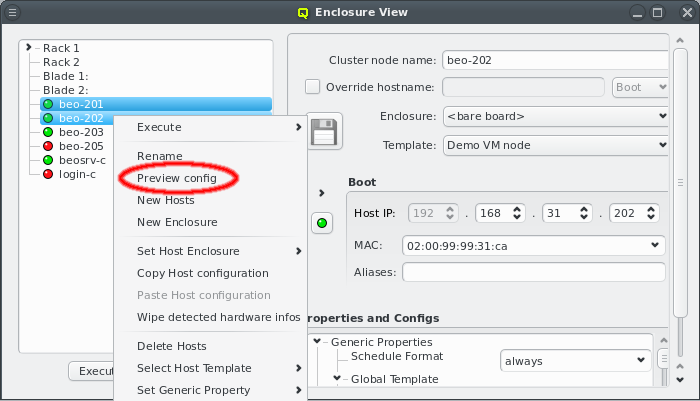 Enclosure View
Rack 1
Rack 2
Blade 1:
Blade 2:
beo-201
beo-202
beo-203
beo-205
beosrv-c
login-c
Execute
Rename
Preview config
New Hosts
New Enclosure
Set Host Enclosure
Copy Host configuration
Paste Host configuration
Wipe detected hardware infos
Delete Hosts
Select Host Template
Set Generic Property
Cluster node name: beo-202
Override hostname: Boot
Enclosure: <bare board>
Template: Demo VM node
Boot
Host IP: 192 . 168 . 31 . 202
MAC: 02:00:99:99:31:ca
Aliases:
roperties and Configs
Generic Properties
Schedule Format always
Global Template
Execut